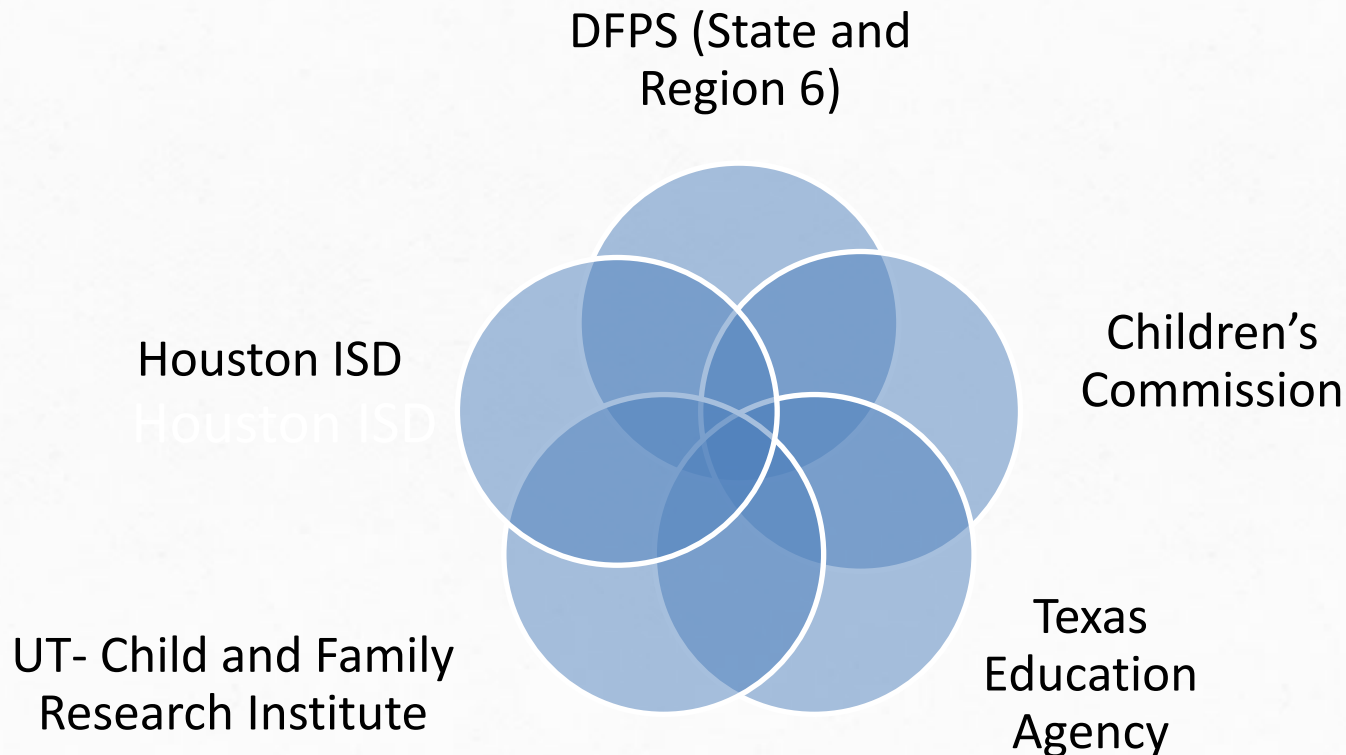 DFPS (State and
Region 6)
Children’s
Commission
Houston ISD
Houston ISD
Texas
Education
Agency
UT- Child and Family
Research Institute